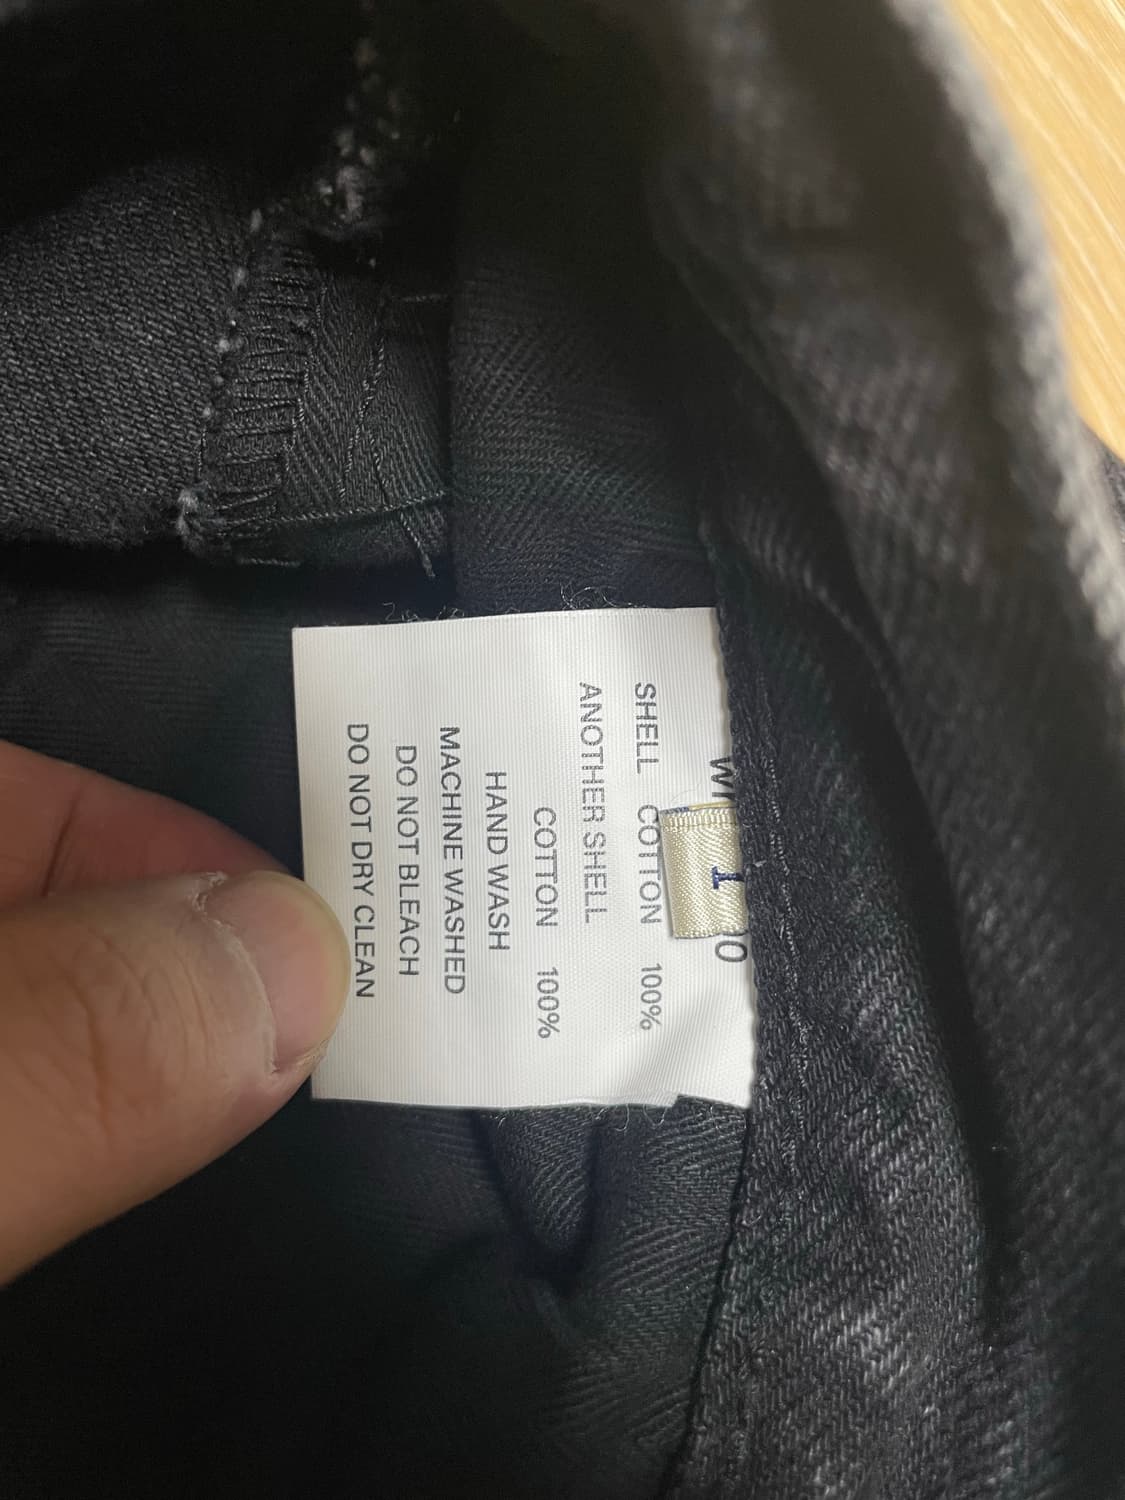 SHELL COTTON 100%
ANOTHER SHELL
COTTON 100%
HAND WASH
MACHINE WASHED
DO NOT BLEACH
DO NOT DRY CLEAN